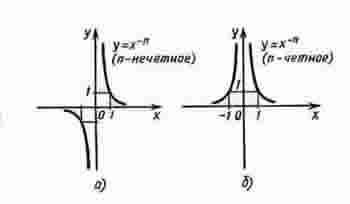 y
y=x⁻ⁿ
(n-нечетное)
1
0 1 x
а)
y
y=x⁻ⁿ
(n-четное)
1
-1 0 1 x
б)